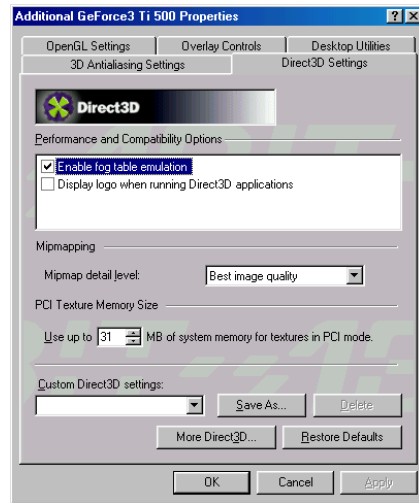 Additional GeForce3 Ti 500 Properties
OpenGL Settings Overlay Controls Desktop Utilities
3D Antialiasing Settings Direct3D Settings
Direct3D
Performance and Compatibility Options
Enable fog table emulation
Display logo when running Direct3D applications
Mipmapping
Mipmap detail level: Best image quality
PCI Texture Memory Size
Use up to 31 MB of system memory for textures in PCI mode.
Custom Direct3D settings:
Save As... Delete
More Direct3D... Restore Defaults
OK Cancel Apply